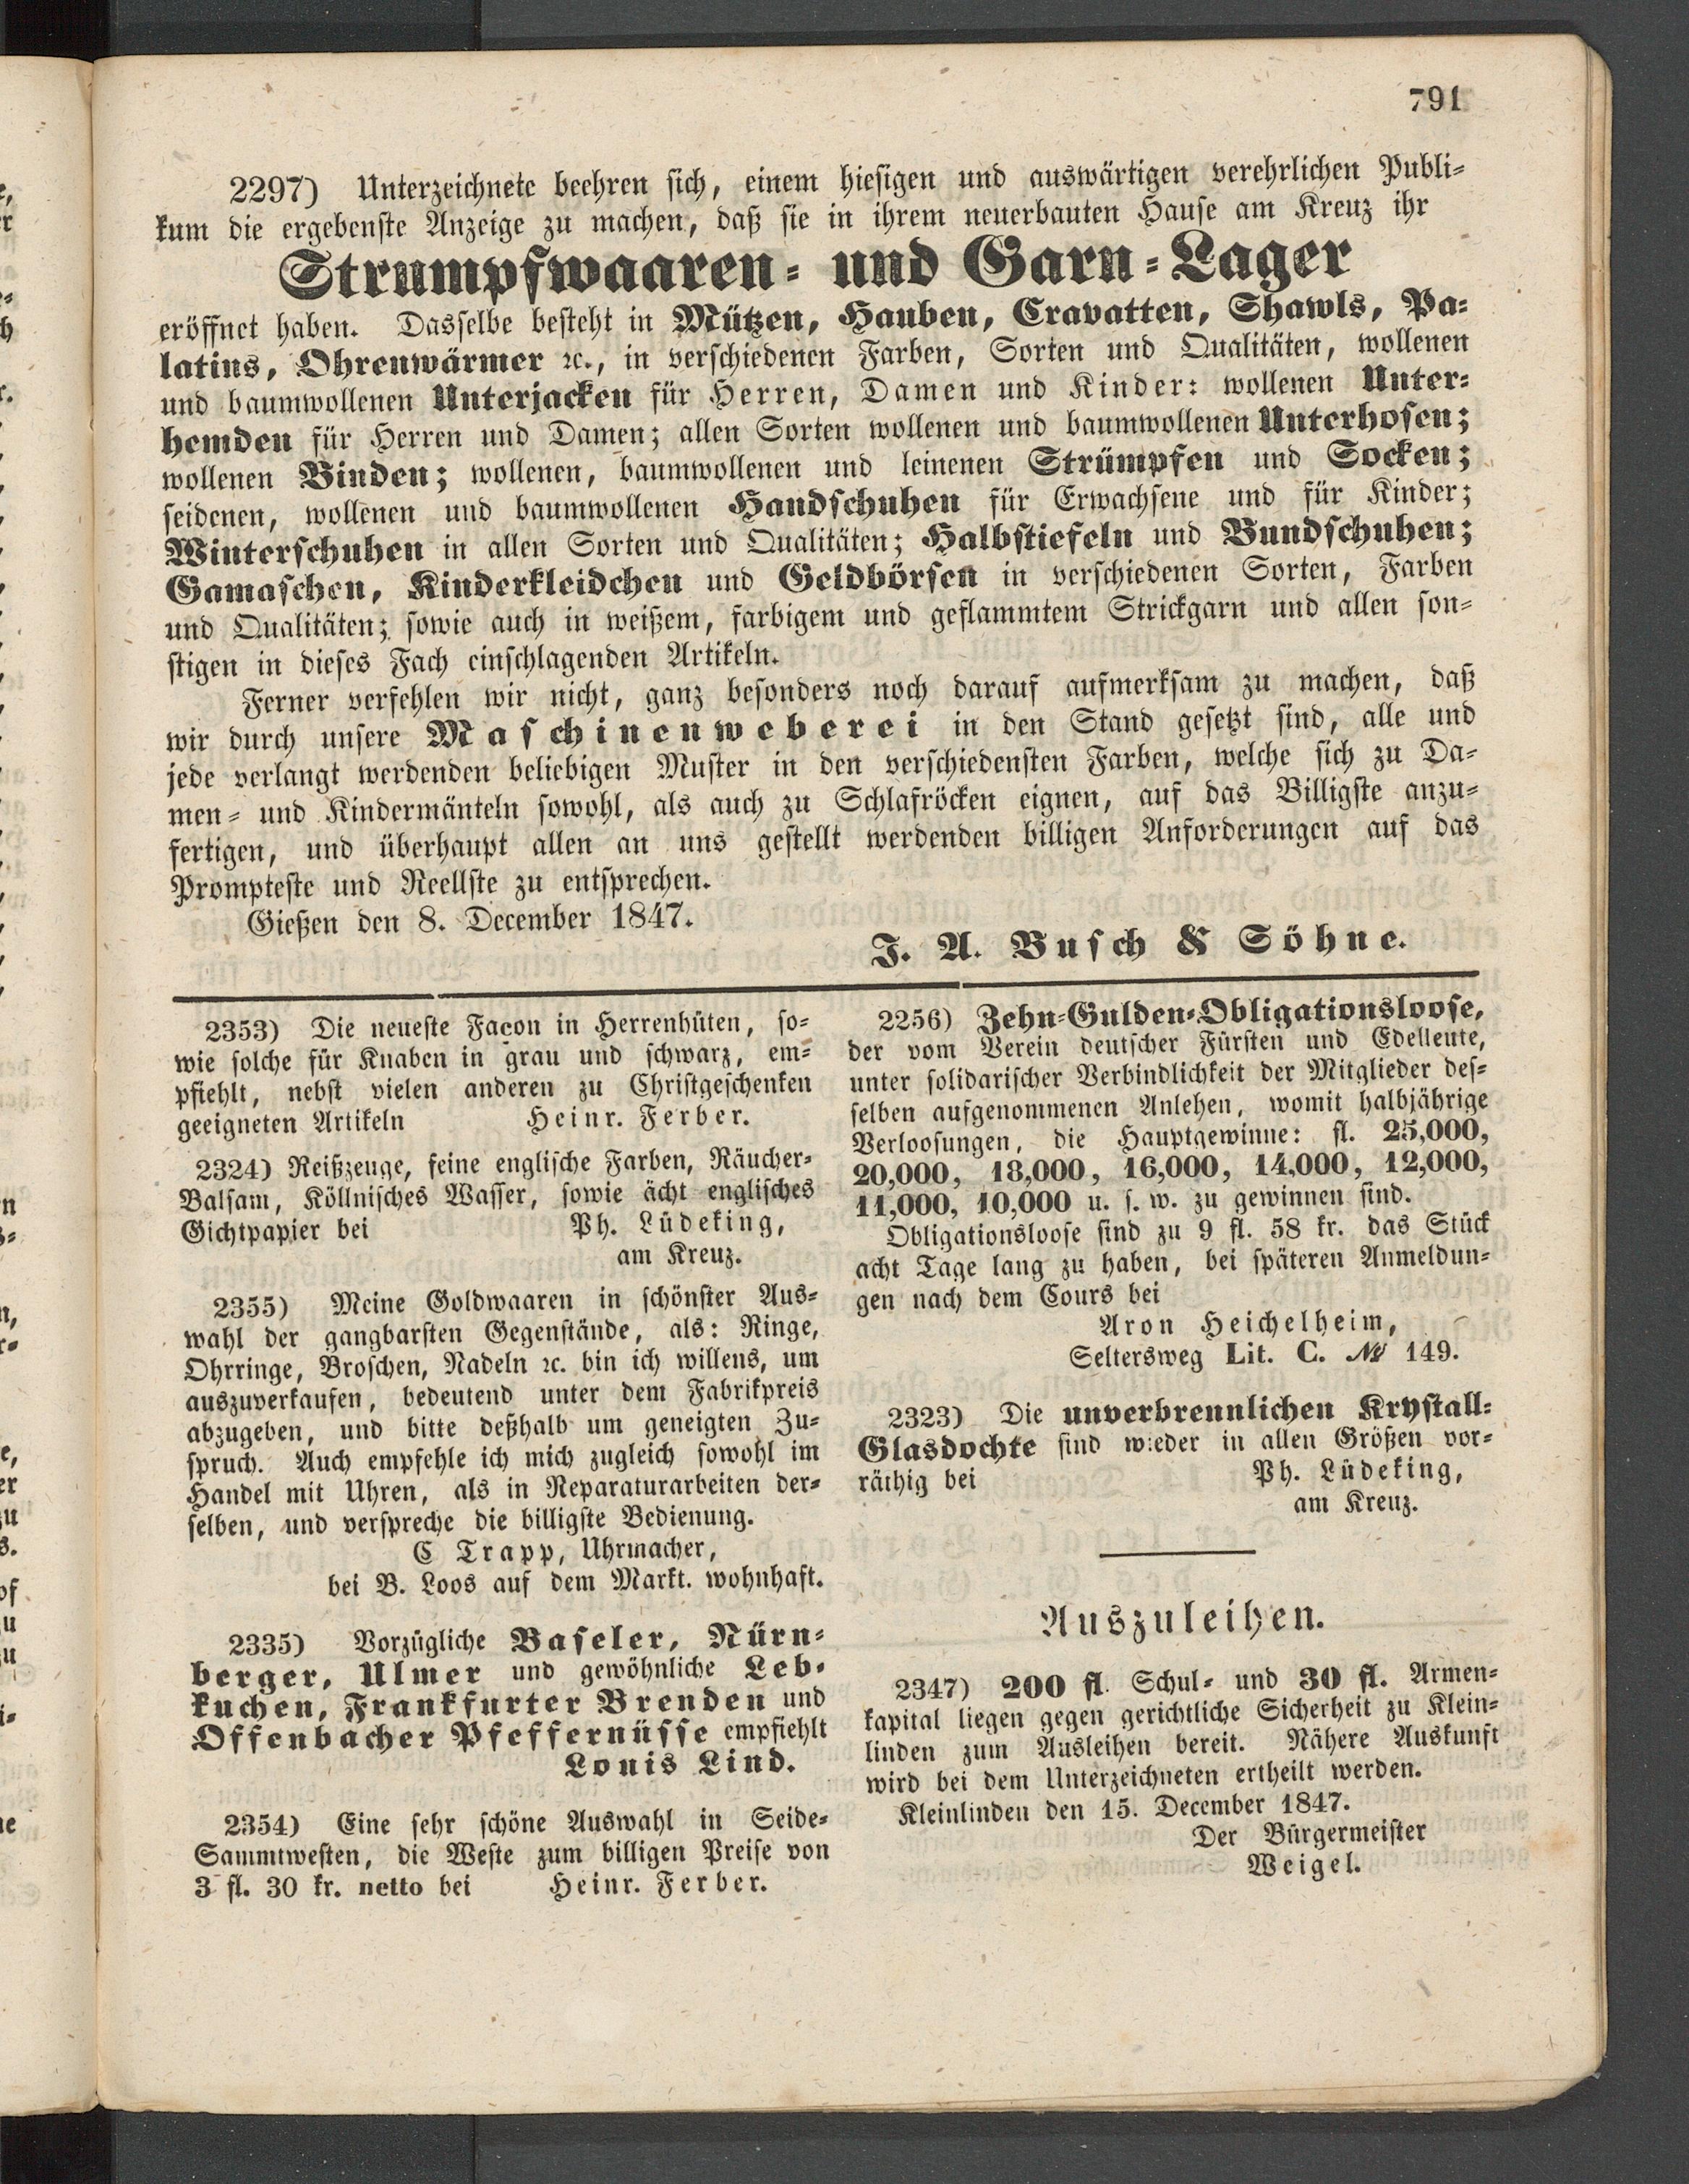 791
2297) Unterzeichnete beehren sich, einem hiesigen und auswärtigen verehrlichen Publi-
kum die ergebenste Anzeige zu machen, daß sie in ihrem neuerbauten Hause am Kreuz ihr
Strumpfwaaren- und Garn-Lager
eröffnet haben. Dasselbe besteht in Mützen, Hauben, Cravatten, Shawls, Pa-
latins, Ohrenwärmer ꝛc., in verschiedenen Farben, Sorten und Qualitäten, wollenen
und baumwollenen Unterjacken für Herren, Damen und Kinder: wollenen Unter-
hemden für Herren und Damen; allen Sorten wollenen und baumwollenen Unterhosen;
wollenen Binden; wollenen, baumwollenen und leinenen Strümpfen und Socken;
seidenen, wollenen und baumwollenen Handschuhen für Erwachsene und für Kinder;
Winterschuhen in allen Sorten und Qualitäten; Halbstiefeln und Bundschuhen;
Gamaschen, Kinderkleidchen und Geldbörsen in verschiedenen Sorten, Farben
und Qualitäten; sowie auch in weißem, farbigem und geflammtem Strickgarn und allen son-
stigen in dieses Fach einschlagenden Artikeln.
Ferner verfehlen wir nicht, ganz besonders noch darauf aufmerksam zu machen, daß
wir durch unsere Maschinenweberei in den Stand gesetzt sind, alle und
jede verlangt werdenden beliebigen Muster in den verschiedensten Farben, welche sich zu Da-
men- und Kindermänteln sowohl, als auch zu Schlafröcken eignen, auf das Billigste anzu-
fertigen, und überhaupt allen an uns gestellt werdenden billigen Anforderungen auf das
Prompteste und Reellste zu entsprechen.
Gießen den 8. December 1847.
J. A. Busch & Söhne.
2353) Die neueste Façon in Herrenhüten, so-
wie solche für Knaben in grau und schwarz, em-
pfiehlt, nebst vielen anderen zu Christgeschenken
geeigneten Artikeln Heinr. Ferber.
2324) Reißzeuge, feine englische Farben, Räucher-
Balsam, Köllnisches Wasser, sowie ächt englisches
Gichtpapier bei Ph. Lüdeking,
am Kreuz.
2355) Meine Goldwaaren in schönster Aus-
wahl der gangbarsten Gegenstände, als: Ringe,
Ohrringe, Broschen, Nadeln ꝛc. bin ich willens, um
auszuverkaufen, bedeutend unter dem Fabrikpreis
abzugeben, und bitte deßhalb um geneigten Zu-
spruch. Auch empfehle ich mich zugleich sowohl im
Handel mit Uhren, als in Reparaturarbeiten der-
selben, und verspreche die billigste Bedienung.
C Trapp, Uhrmacher,
bei B. Loos auf dem Markt. wohnhaft.
2335) Vorzügliche Baseler, Nürn-
berger, Ulmer und gewöhnliche Leb-
kuchen, Frankfurter Brenden und
Offenbacher Pfeffernüsse empfiehlt
Louis Lind.
2354) Eine sehr schöne Auswahl in Seide-
Sammtwesten, die Weste zum billigen Preise von
3 fl. 30 kr. netto bei Heinr. Ferber.
2256) Zehn-Gulden-Obligationsloose,
der vom Verein deutscher Fürsten und Edelleute,
unter solidarischer Verbindlichkeit der Mitglieder des-
selben aufgenommenen Anlehen, womit halbjährige
Verloosungen, die Hauptgewinne: fl. 25,000,
20,000, 18,000, 16,000, 14,000, 12,000,
11,000, 10,000 u. s. w. zu gewinnen sind.
Obligationsloose sind zu 9 fl. 58 kr. das Stück
acht Tage lang zu haben, bei späteren Anmeldun-
gen nach dem Cours bei
Aron Heichelheim,
Seltersweg Lit. C. № 149.
2323) Die unverbrennlichen Krystall-
Glasdochte sind wieder in allen Größen vor-
räthig bei Ph. Lüdeking,
am Kreuz.
Auszuleihen.
2347) 200 fl. Schul- und 30 fl. Armen-
kapital liegen gegen gerichtliche Sicherheit zu Klein-
linden zum Ausleihen bereit. Nähere Auskunft
wird bei dem Unterzeichneten ertheilt werden.
Kleinlinden den 15. December 1847.
Der Bürgermeister
Weigel.